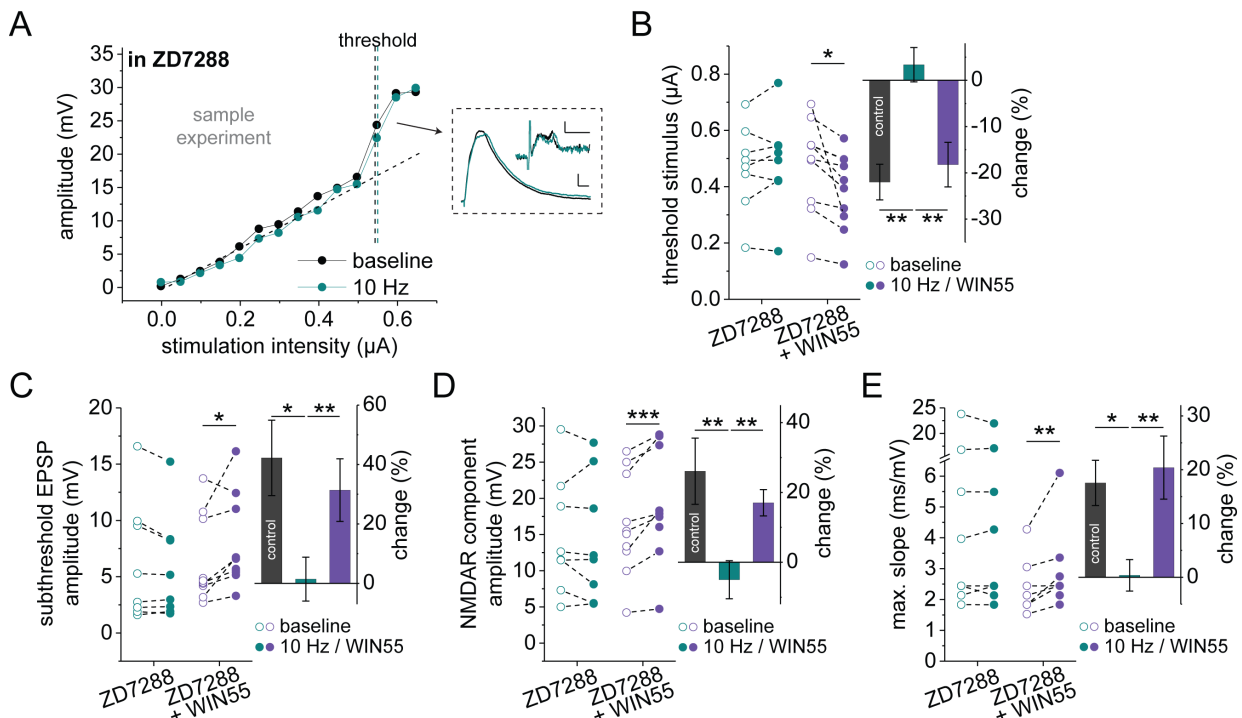 A
in ZD7288
threshold
sample
experiment
amplitude (mV)
35
30
25
20
15
10
5
0
baseline
10 Hz
0.0
0.2
0.4
0.6
stimulation intensity (µA)
B
threshold stimulus (µA)
0.8
0.6
0.4
0.2
0.0
*
control
** **
0
-10
-20
-30
change (%)
baseline
10 Hz / WIN55
ZD7288
ZD7288
+ WIN55
C
subthreshold EPSP
amplitude (mV)
20
15
10
5
0
*
* **
control
60
40
20
0
change (%)
baseline
10 Hz / WIN55
ZD7288
ZD7288
+ WIN55
D
NMDAR component
amplitude (mV)
30
25
20
15
10
5
0
***
** **
control
40
20
0
change (%)
baseline
10 Hz / WIN55
ZD7288
ZD7288
+ WIN55
E
max. slope (ms/mV)
25
20
6
5
4
3
2
1
0
**
* **
control
30
20
10
0
change (%)
baseline
10 Hz / WIN55
ZD7288
ZD7288
+ WIN55